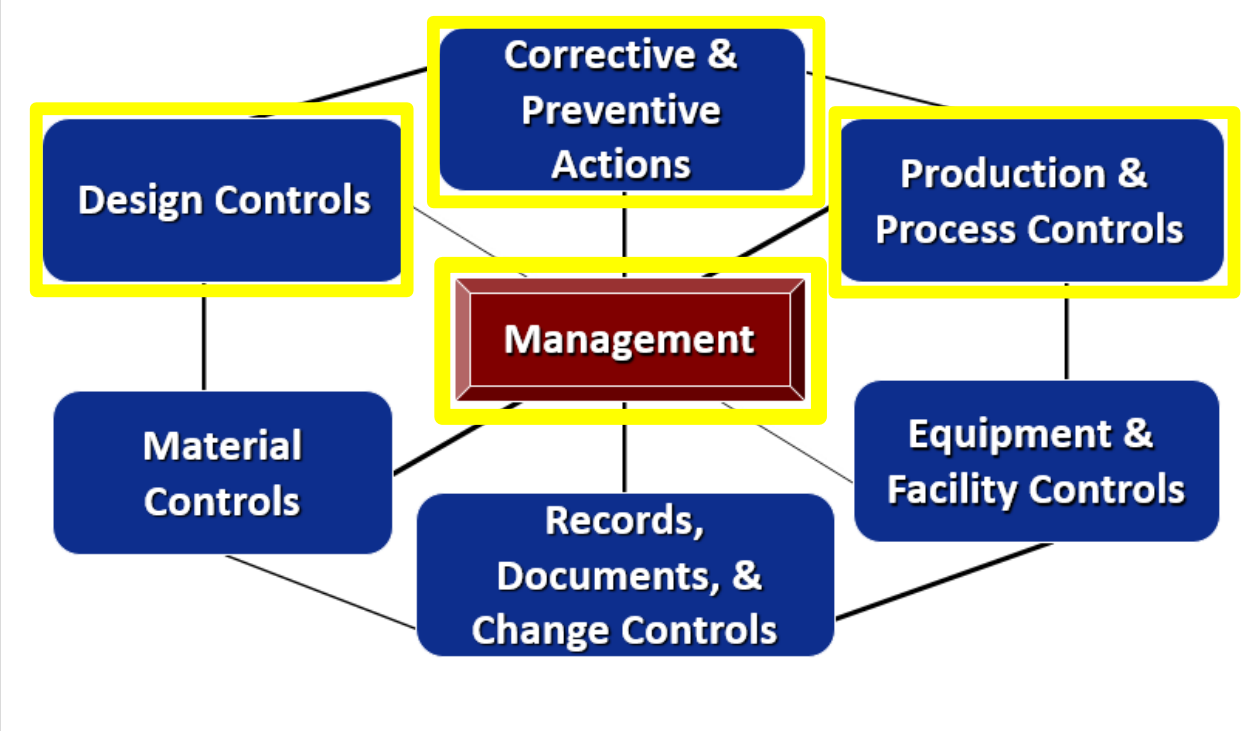 Corrective &
Preventive
Actions
Design Controls
Production &
Process Controls
Management
Material
Controls
Equipment &
Facility Controls
Records,
Documents, &
Change Controls